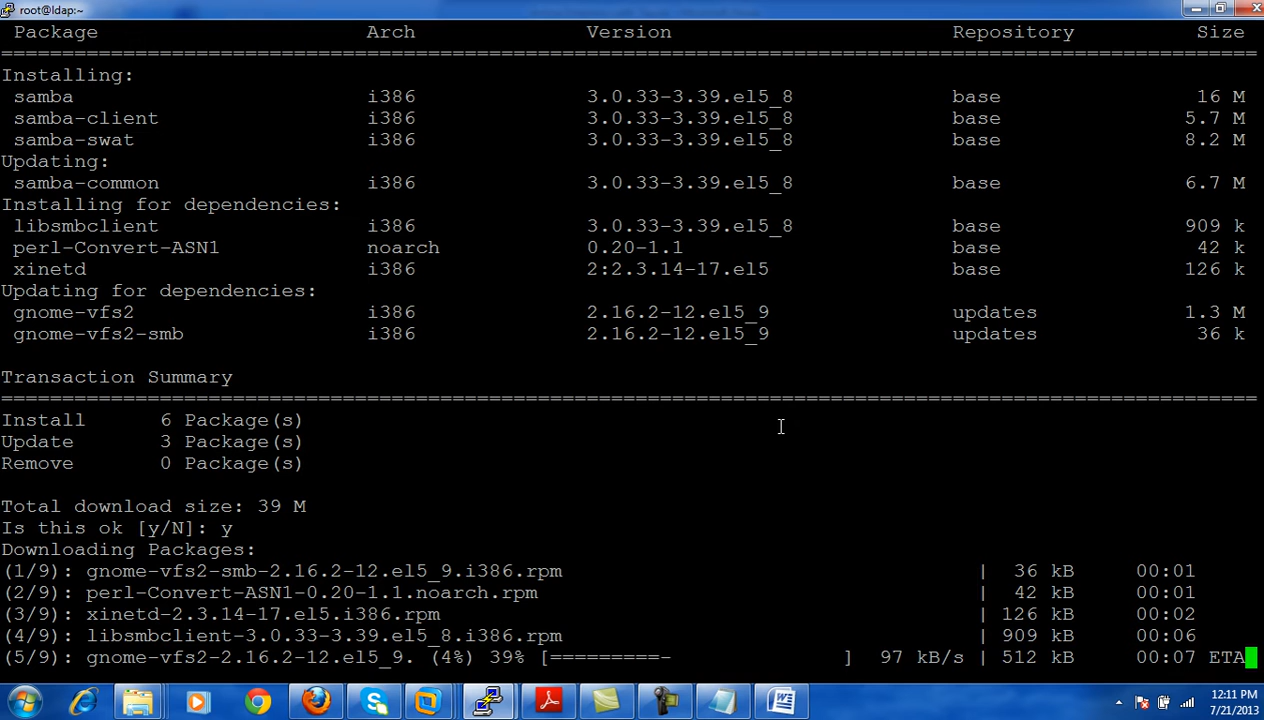 root@ldap:~
Package Arch Version Repository Size
================================================================================
Installing:
samba i386 3.0.33-3.39.el5_8 base 16 M
samba-client i386 3.0.33-3.39.el5_8 base 5.7 M
samba-swat i386 3.0.33-3.39.el5_8 base 8.2 M
Updating:
samba-common i386 3.0.33-3.39.el5_8 base 6.7 M
Installing for dependencies:
libsmbclient i386 3.0.33-3.39.el5_8 base 909 k
perl-Convert-ASN1 noarch 0.20-1.1 base 42 k
xinetd i386 2:2.3.14-17.el5 base 126 k
Updating for dependencies:
gnome-vfs2 i386 2.16.2-12.el5_9 updates 1.3 M
gnome-vfs2-smb i386 2.16.2-12.el5_9 updates 36 k
Transaction Summary
================================================================================
Install 6 Package(s)
Update 3 Package(s)
Remove 0 Package(s)
Total download size: 39 M
Is this ok [y/N]: y
Downloading Packages:
(1/9): gnome-vfs2-smb-2.16.2-12.el5_9.i386.rpm | 36 kB 00:01
(2/9): perl-Convert-ASN1-0.20-1.1.noarch.rpm | 42 kB 00:01
(3/9): xinetd-2.3.14-17.el5.i386.rpm | 126 kB 00:02
(4/9): libsmbclient-3.0.33-3.39.el5_8.i386.rpm | 909 kB 00:06
(5/9): gnome-vfs2-2.16.2-12.el5_9. (4%) 39% [=========- ] 97 kB/s | 512 kB 00:07 ETA
12:11 PM
7/21/2013